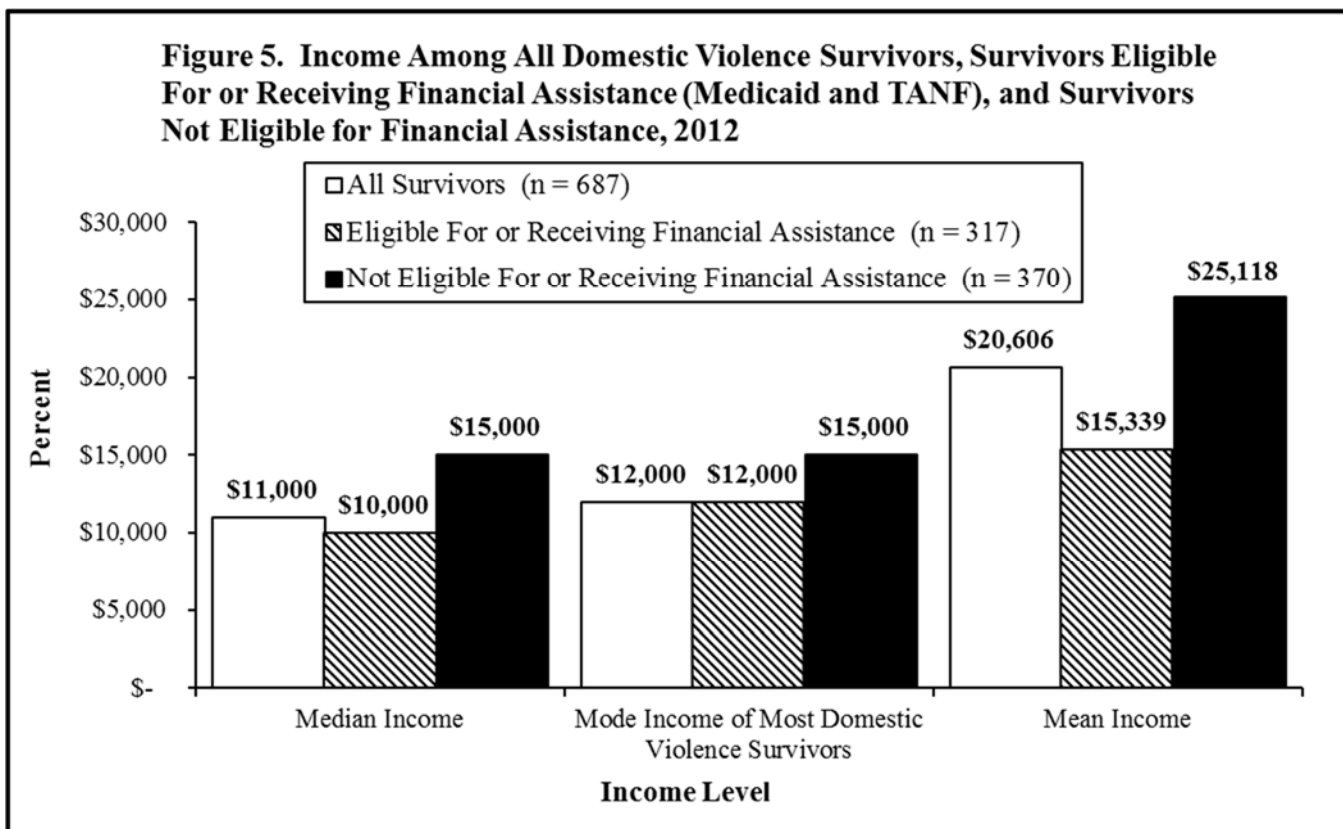 Figure 5.  Income Among All Domestic Violence Survivors, Survivors Eligible
For or Receiving Financial Assistance (Medicaid and TANF), and Survivors
Not Eligible for Financial Assistance, 2012
All Survivors  (n = 687)
Eligible For or Receiving Financial Assistance  (n = 317)
Not Eligible For or Receiving Financial Assistance  (n = 370)
Percent
$30,000
$25,000
$20,000
$15,000
$10,000
$5,000
$-
$11,000
$10,000
$15,000
$12,000
$12,000
$15,000
$20,606
$15,339
$25,118
Median Income
Mode Income of Most Domestic
Violence Survivors
Mean Income
Income Level